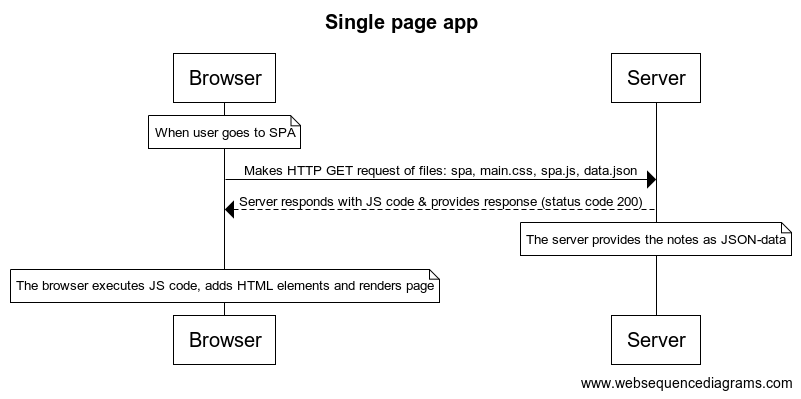 Single page app
Browser
Server
When user goes to SPA
Makes HTTP GET request of files: spa, main.css, spa.js, data.json
Server responds with JS code & provides response (status code 200)
The server provides the notes as JSON-data
The browser executes JS code, adds HTML elements and renders page
Browser
Server
www.websequencediagrams.com